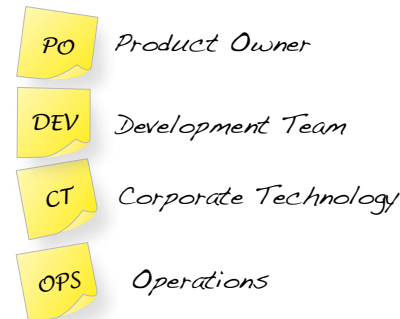 PO Product Owner
DEV Development Team
CT Corporate Technology
OPS Operations